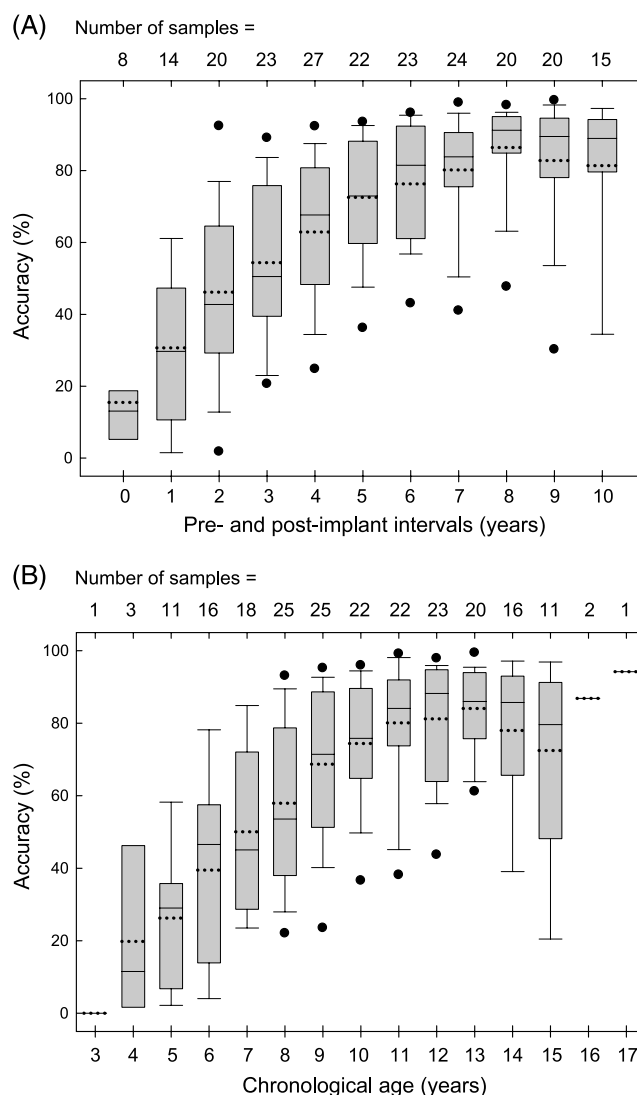 (A) Number of samples =
8 14 20 23 27 22 23 24 20 20 15
100
80
60
40
20
0
Accuracy (%)
0 1 2 3 4 5 6 7 8 9 10
Pre- and post-implant intervals (years)
(B) Number of samples =
1 3 11 16 18 25 25 22 22 23 20 16 11 2 1
100
80
60
40
20
0
Accuracy (%)
3 4 5 6 7 8 9 10 11 12 13 14 15 16 17
Chronological age (years)